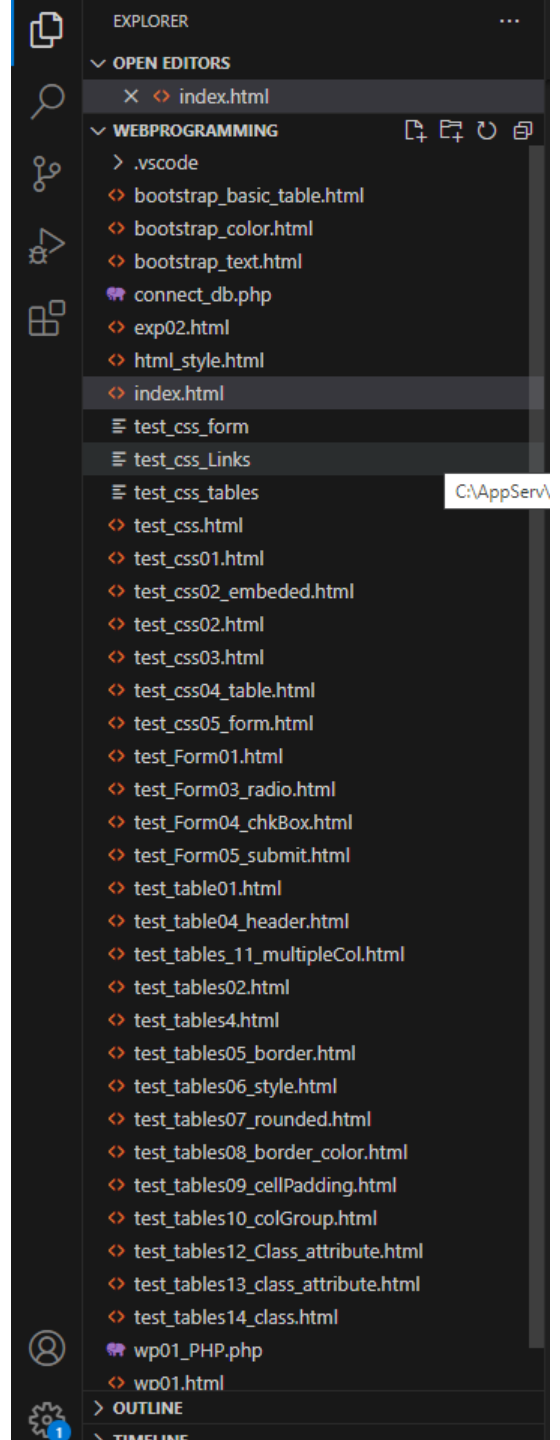 EXPLORER
OPEN EDITORS
index.html
WEBPROGRAMMING
.vscode
bootstrap_basic_table.html
bootstrap_color.html
bootstrap_text.html
connect_db.php
exp02.html
html_style.html
index.html
test_css_form
test_css_Links
C:\AppServ\
test_css_tables
test_css.html
test_css01.html
test_css02_embeded.html
test_css02.html
test_css03.html
test_css04_table.html
test_css05_form.html
test_Form01.html
test_Form03_radio.html
test_Form04_chkBox.html
test_Form05_submit.html
test_table01.html
test_table04_header.html
test_tables_11_multipleCol.html
test_tables02.html
test_tables4.html
test_tables05_border.html
test_tables06_style.html
test_tables07_rounded.html
test_tables08_border_color.html
test_tables09_cellPadding.html
test_tables10_colGroup.html
test_tables12_Class_attribute.html
test_tables13_class_attribute.html
test_tables14_class.html
wp01_PHP.php
wp01.html
OUTLINE
1
TIMELINE